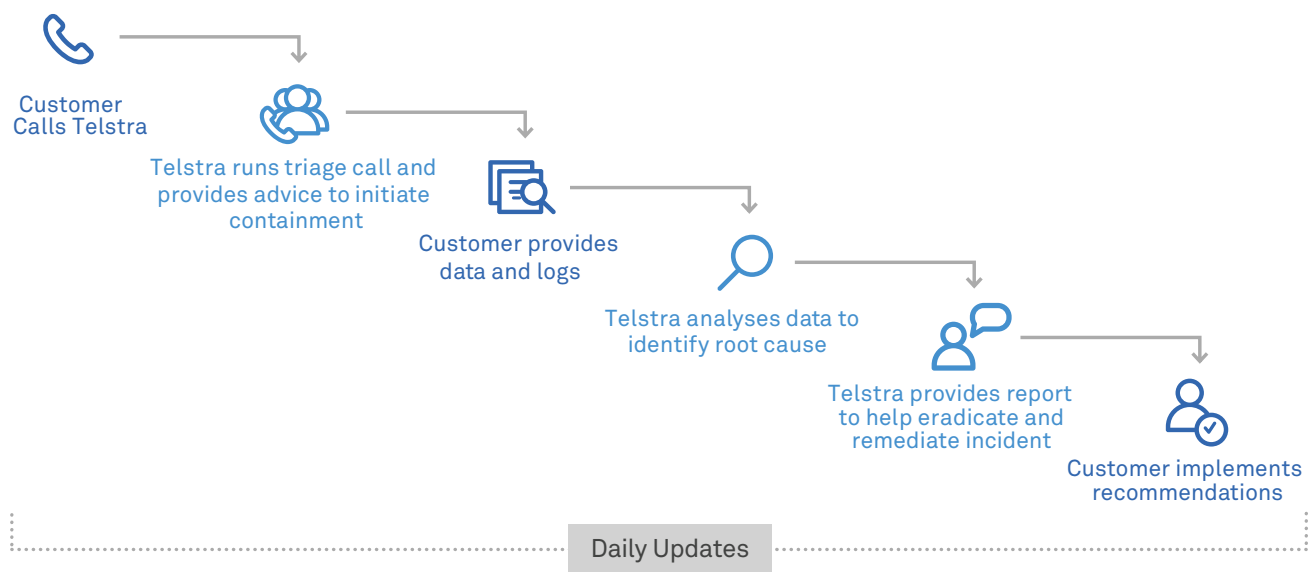 Customer
Calls Telstra
Telstra runs triage call and
provides advice to initiate
containment
Customer provides
data and logs
Telstra analyses data to
identify root cause
Telstra provides report
to help eradicate and
remediate incident
Customer implements
recommendations
Daily Updates